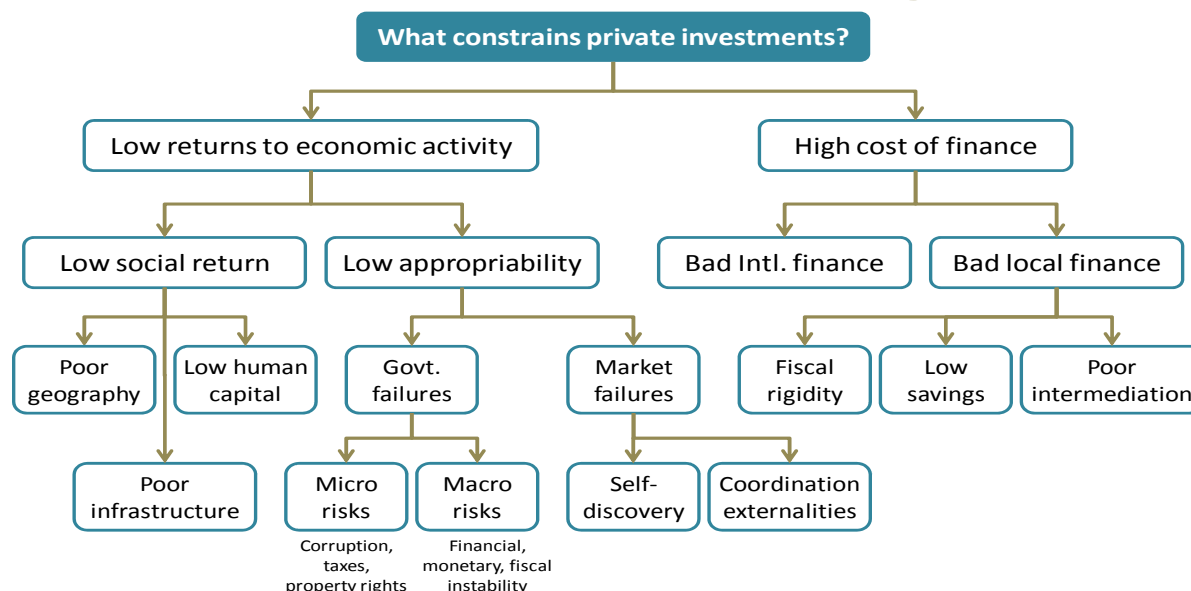 What constrains private investments?
Low returns to economic activity
High cost of finance
Low social return
Low appropriability
Bad Intl. finance
Bad local finance
Poor
geography
Low human
capital
Govt.
failures
Market
failures
Fiscal
rigidity
Low
savings
Poor
intermediation
Poor
infrastructure
Micro
risks
Macro
risks
Self-
discovery
Coordination
externalities
Corruption,
taxes,
property rights
Financial,
monetary, fiscal
instability